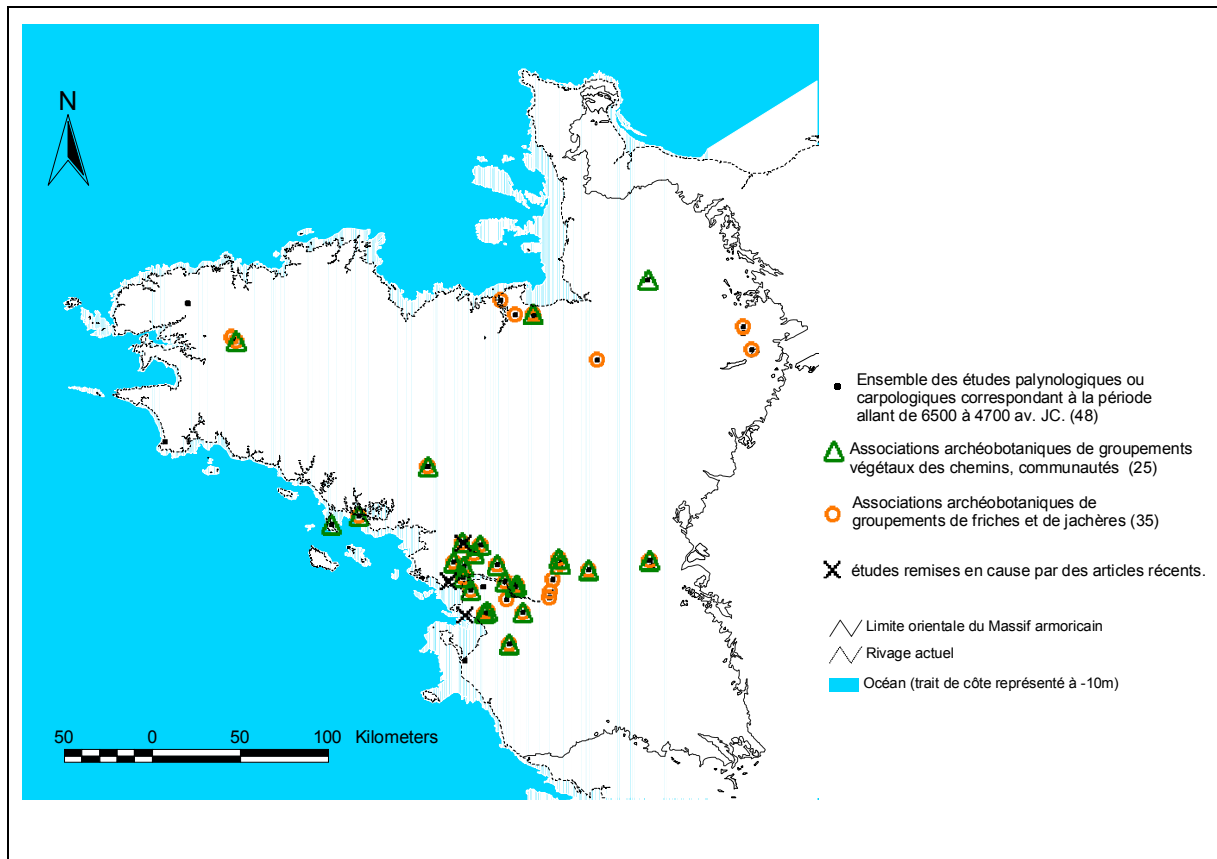 N
Ensemble des études palynologiques ou
carpologiques correspondant à la période
allant de 6500 à 4700 av. JC. (48)
Associations archéobotaniques de groupements
végétaux des chemins, communautés (25)
Associations archéobotaniques de
groupements de friches et de jachères (35)
études remises en cause par des articles récents.
Limite orientale du Massif armoricain
Rivage actuel
Océan (trait de côte représenté à -10m)
50 0 50 100 Kilometers